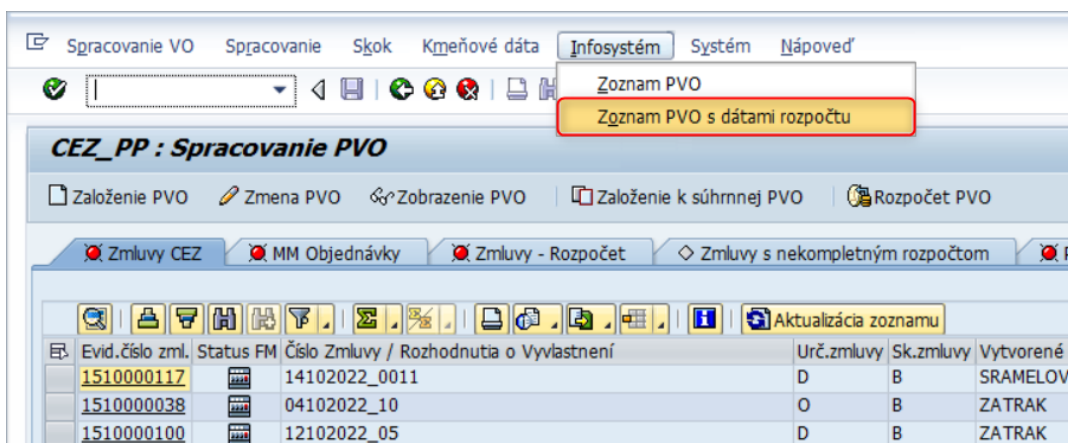 Spracovanie VO Spracovanie Skok Kmeňové dáta Infosystém Systém Nápoveď
Zoznam PVO
Zoznam PVO s dátami rozpočtu
CEZ_PP : Spracovanie PVO
Založenie PVO Zmena PVO Zobrazenie PVO Založenie k súhrnnej PVO Rozpočet PVO
Zmluvy CEZ MM Objednávky Zmluvy - Rozpočet Zmluvy s nekompletným rozpočtom
Aktualizácia zoznamu
Evid.číslo zml. Status FM Číslo Zmluvy / Rozhodnutia o Vyvlastnení Urč.zmluvy Sk.zmluvy Vytvorené
1510000117 14102022_0011 D B SRAMELOV
1510000038 04102022_10 O B ZATRAK
1510000100 12102022_05 D B ZATRAK